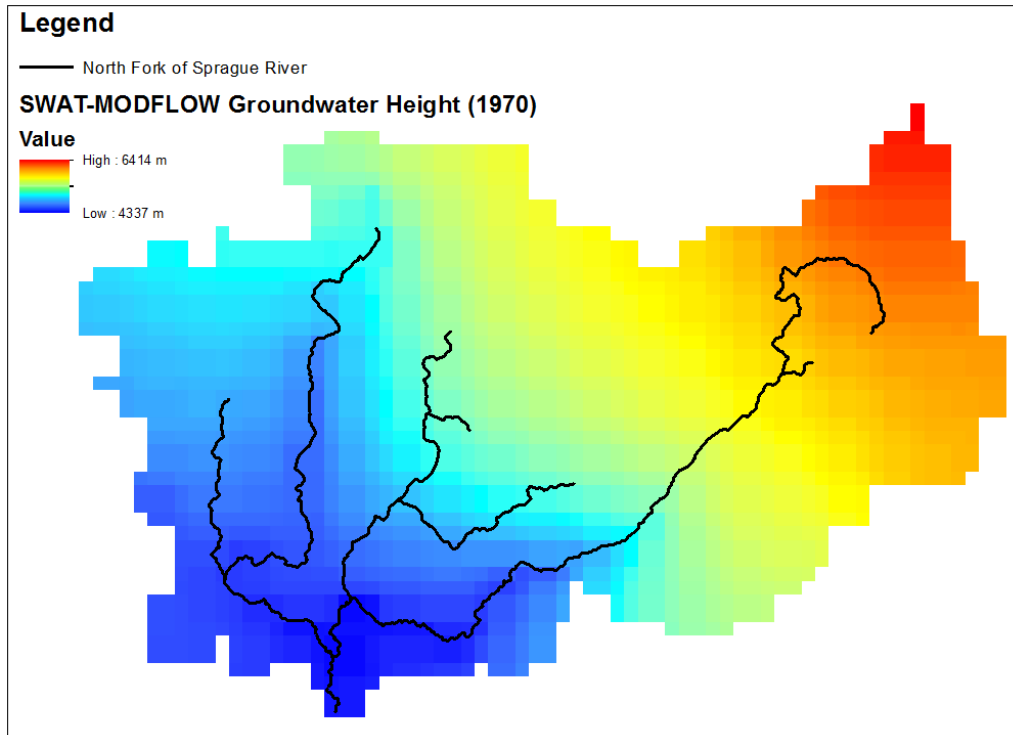 Legend
North Fork of Sprague River
SWAT-MODFLOW Groundwater Height (1970)
Value
High : 6414 m
Low : 4337 m